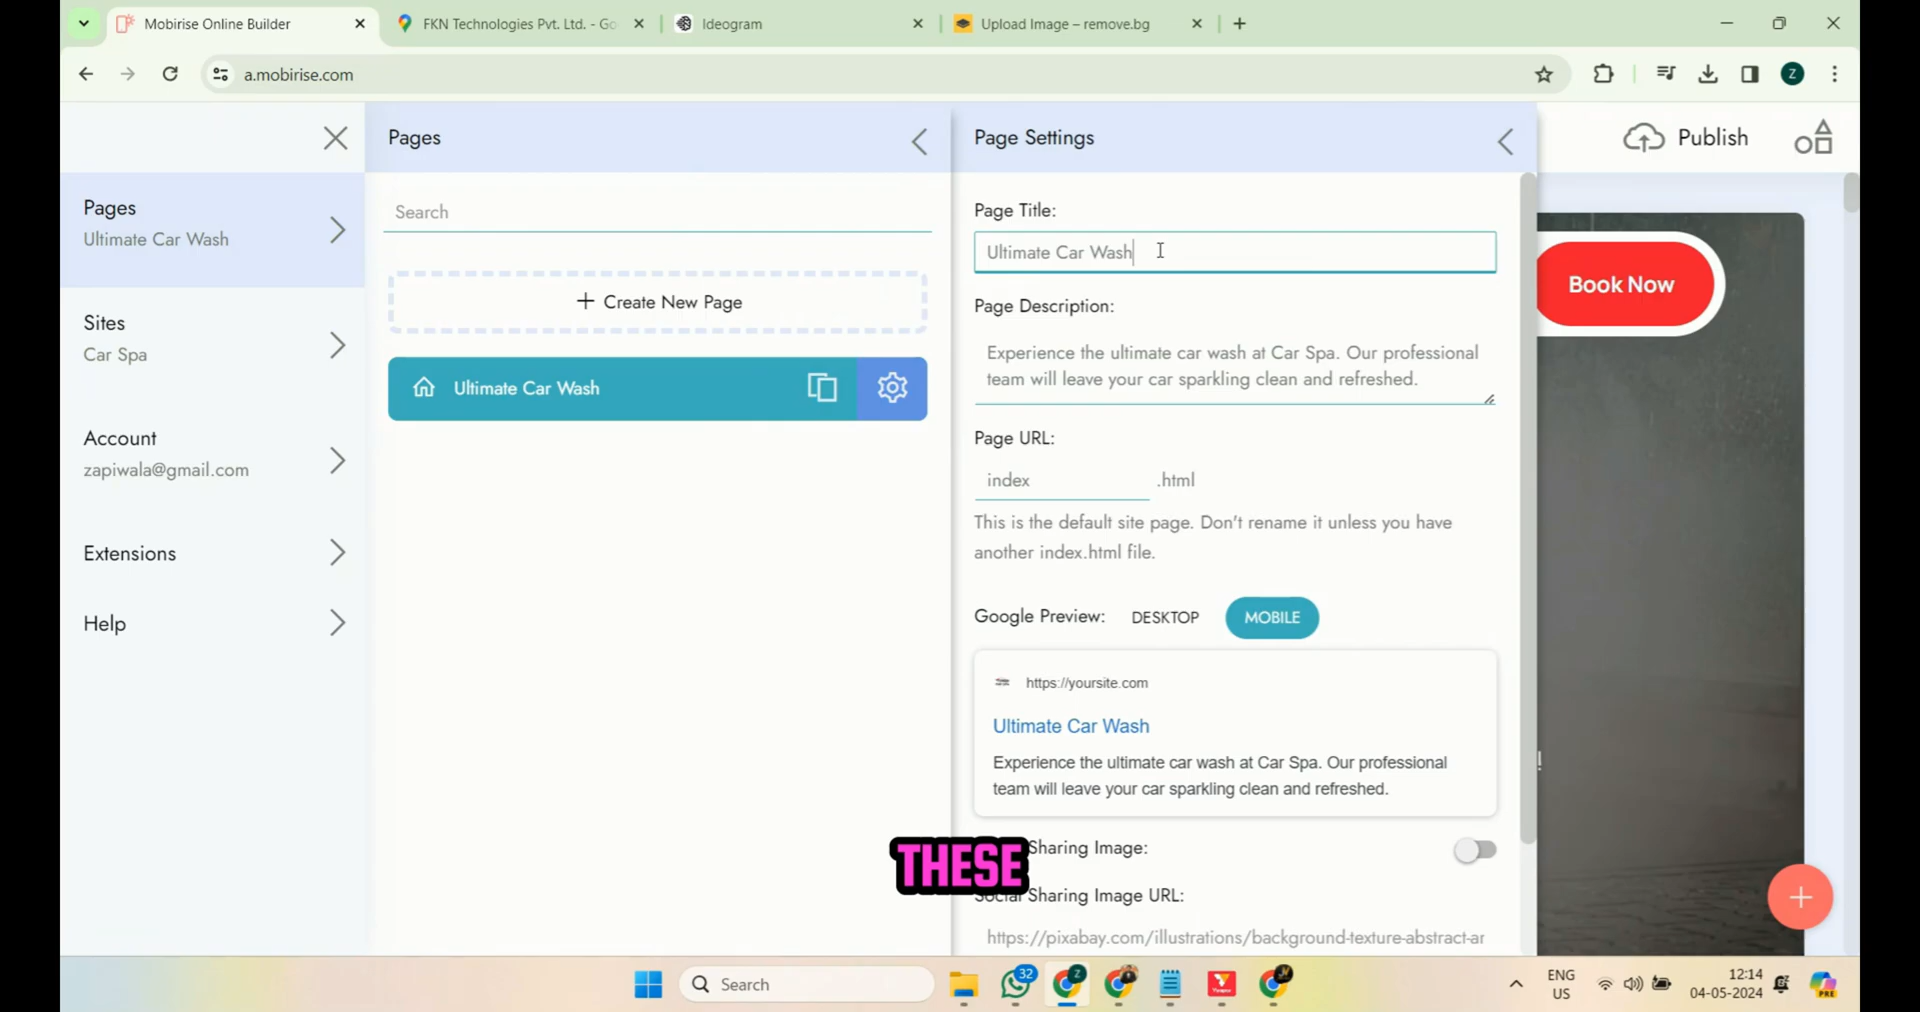 Mobirise Online Builder
FKN Technologies Pvt. Ltd. - Go
Ideogram
Upload Image – remove.bg
a.mobirise.com
Z
Pages
Page Settings
Publish
Pages
Ultimate Car Wash
Search
Page Title:
Ultimate Car Wash
Book Now
Create New Page
Page Description:
Experience the ultimate car wash at Car Spa. Our professional
team will leave your car sparkling clean and refreshed.
Sites
Car Spa
Ultimate Car Wash
Page URL:
index .html
Account
zapiwala@gmail.com
This is the default site page. Don't rename it unless you have
another index.html file.
Extensions
Google Preview: DESKTOP MOBILE
Help
https://yoursite.com
Ultimate Car Wash
Experience the ultimate car wash at Car Spa. Our professional
team will leave your car sparkling clean and refreshed.
!
THESE
Sharing Image:
Social Sharing Image URL:
https://pixabay.com/illustrations/background-texture-abstract-ar
Search
32
Z
ENG
US
12:14
04-05-2024
PRE